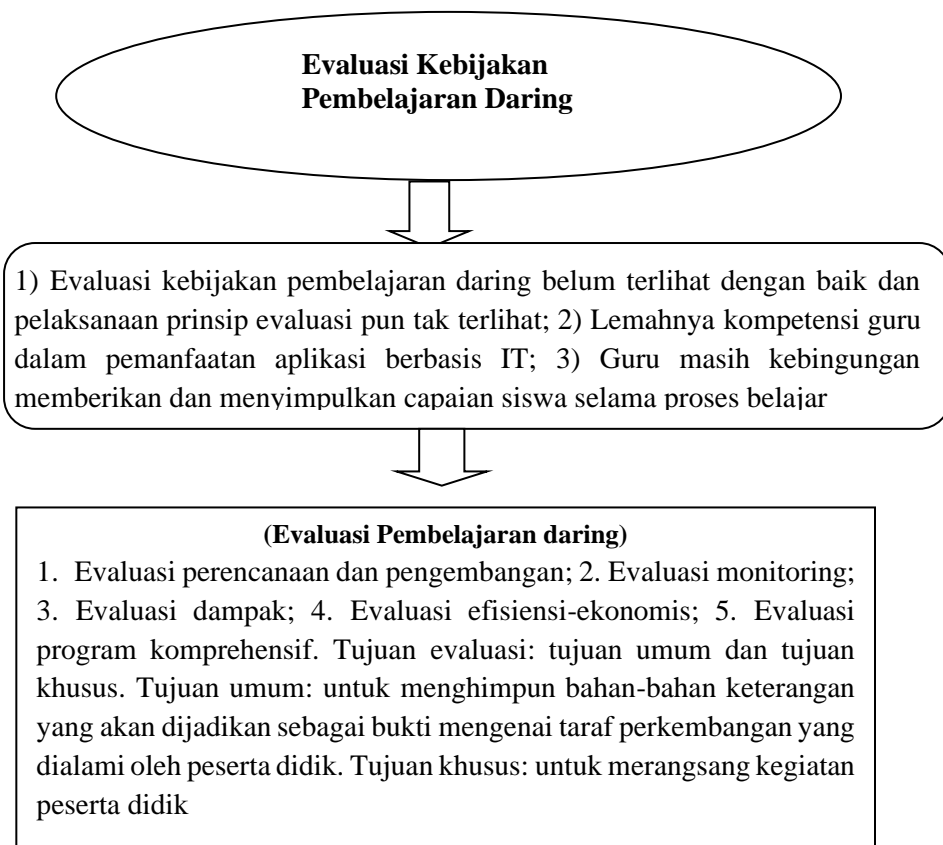 Evaluasi Kebijakan
Pembelajaran Daring
1) Evaluasi kebijakan pembelajaran daring belum terlihat dengan baik dan
pelaksanaan prinsip evaluasi pun tak terlihat; 2) Lemahnya kompetensi guru
dalam pemanfaatan aplikasi berbasis IT; 3) Guru masih kebingungan
memberikan dan menyimpulkan capaian siswa selama proses belajar
(Evaluasi Pembelajaran daring)
1. Evaluasi perencanaan dan pengembangan; 2. Evaluasi monitoring;
3. Evaluasi dampak; 4. Evaluasi efisiensi-ekonomis; 5. Evaluasi
program komprehensif. Tujuan evaluasi: tujuan umum dan tujuan
khusus. Tujuan umum: untuk menghimpun bahan-bahan keterangan
yang akan dijadikan sebagai bukti mengenai taraf perkembangan yang
dialami oleh peserta didik. Tujuan khusus: untuk merangsang kegiatan
peserta didik